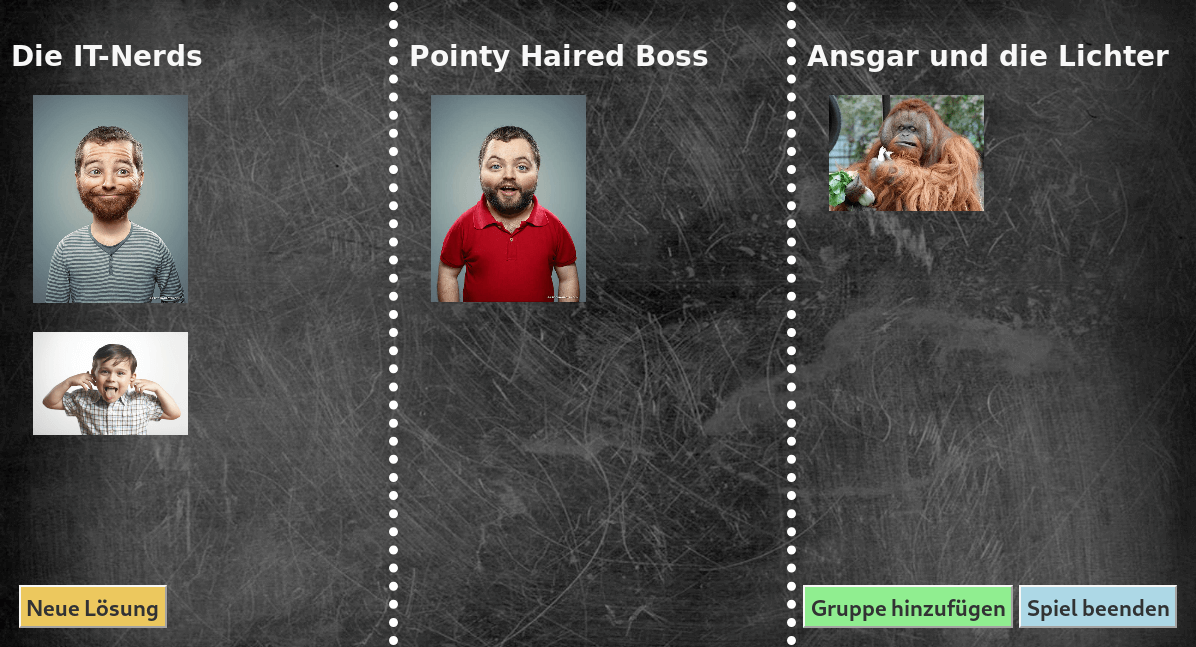 Die IT-Nerds
Pointy Haired Boss
Ansgar und die Lichter
Neue Lösung
Gruppe hinzufügen
Spiel beenden